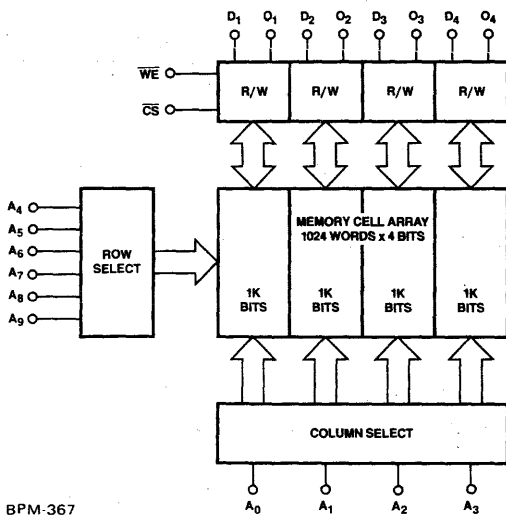 D1 O1 D2 O2 D3 O3 D4 O4
WE
CS
R/W R/W R/W R/W
A4
A5
A6
A7
A8
A9
ROW
SELECT
MEMORY CELL ARRAY
1024 WORDS x 4 BITS
1K
BITS
1K
BITS
1K
BITS
1K
BITS
COLUMN SELECT
A0 A1 A2 A3
BPM-367